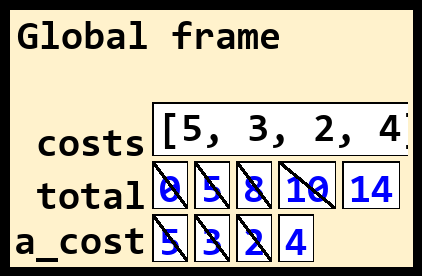 Global frame
costs [5, 3, 2, 4]
total 0 5 8 10 14
a_cost 5 3 2 4